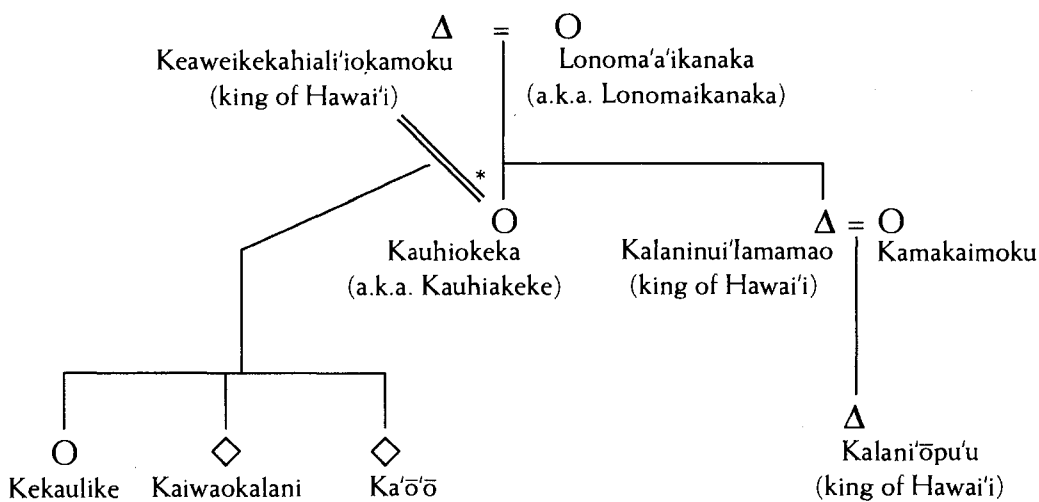 Δ = O
Keaweikekahiali'iokamoku
(king of Hawai'i)
Lonoma'a'ikanaka
(a.k.a. Lonomaikanaka)
*
O
Kauhiokeka
(a.k.a. Kauhiakeke)
Δ = O
Kalaninui'Iamamao
(king of Hawai'i)
Kamakaimoku
O
Kekaulike
◇
Kaiwaokalani
◇
Ka'ō'ō
Δ
Kalani'ōpu'u
(king of Hawai'i)